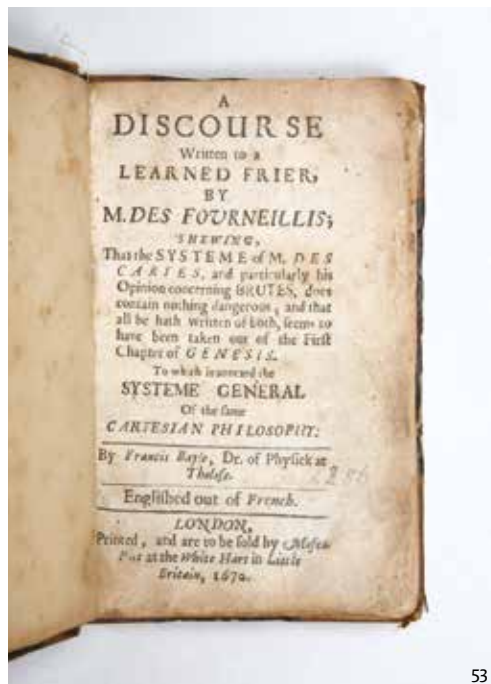 A
DISCOURSE
Written to a
LEARNED FRIER,
BY
M. DES FOVRNEILLIS;
SHEWING,
That the SYSTEME of M. DES
CARTES, and particularly his
Opinion concerning BRUTES, does
contain nothing dangerous, and that
all he hath written of both, seems to
have been taken out of the First
Chapter of GENESIS.
To which is annexed the
SYSTEME GENERAL
Of the same
CARTESIAN PHILOSOPHY.
By Francis Bayle, Dr. of Physick at
Tholose.
Englished out of French.
LONDON,
Printed, and are to be sold by Moses
Pitt at the White Hart in Little
Britain, 1670.
53